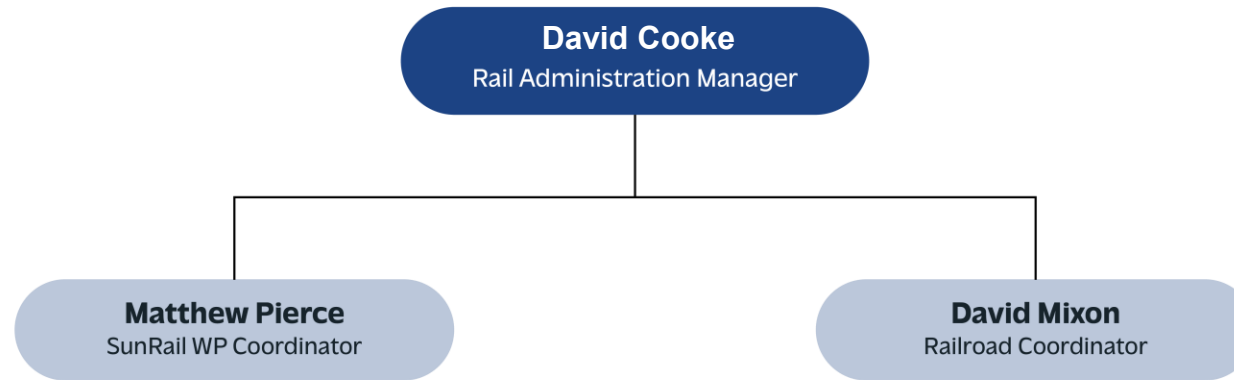 David Cooke
Rail Administration Manager
Matthew Pierce
SunRail WP Coordinator
David Mixon
Railroad Coordinator